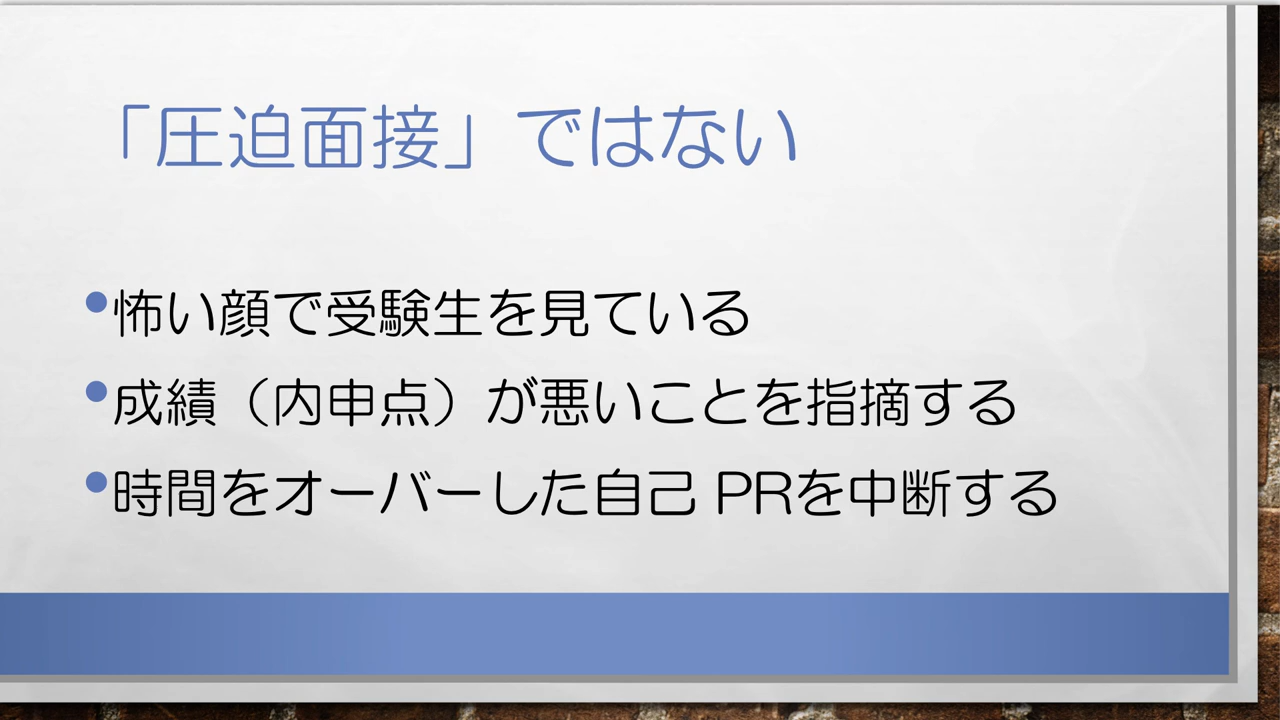 「圧迫面接」ではない
•怖い顔で受験生を見ている
•成績（内申点）が悪いことを指摘する
•時間をオーバーした自己 PRを中断する